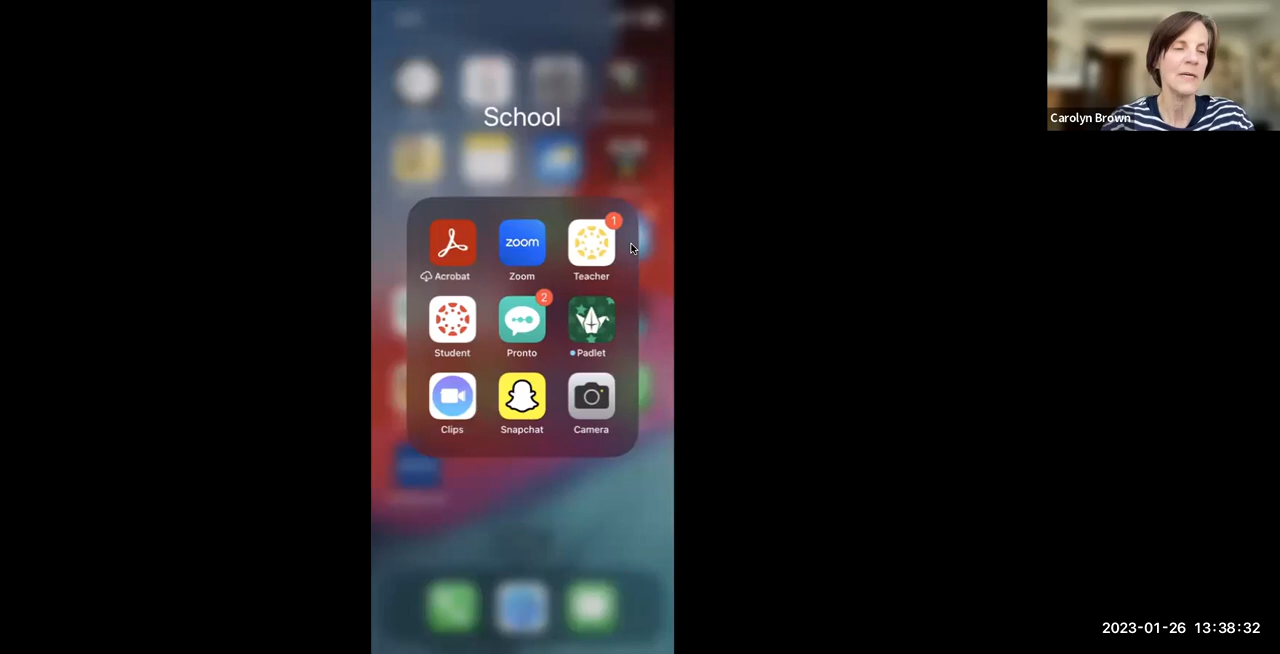 School
1
zoom
Acrobat
Zoom
Teacher
2
Student
Pronto
Padlet
Clips
Snapchat
Camera
Carolyn Brown
2023-01-26 13:38:32